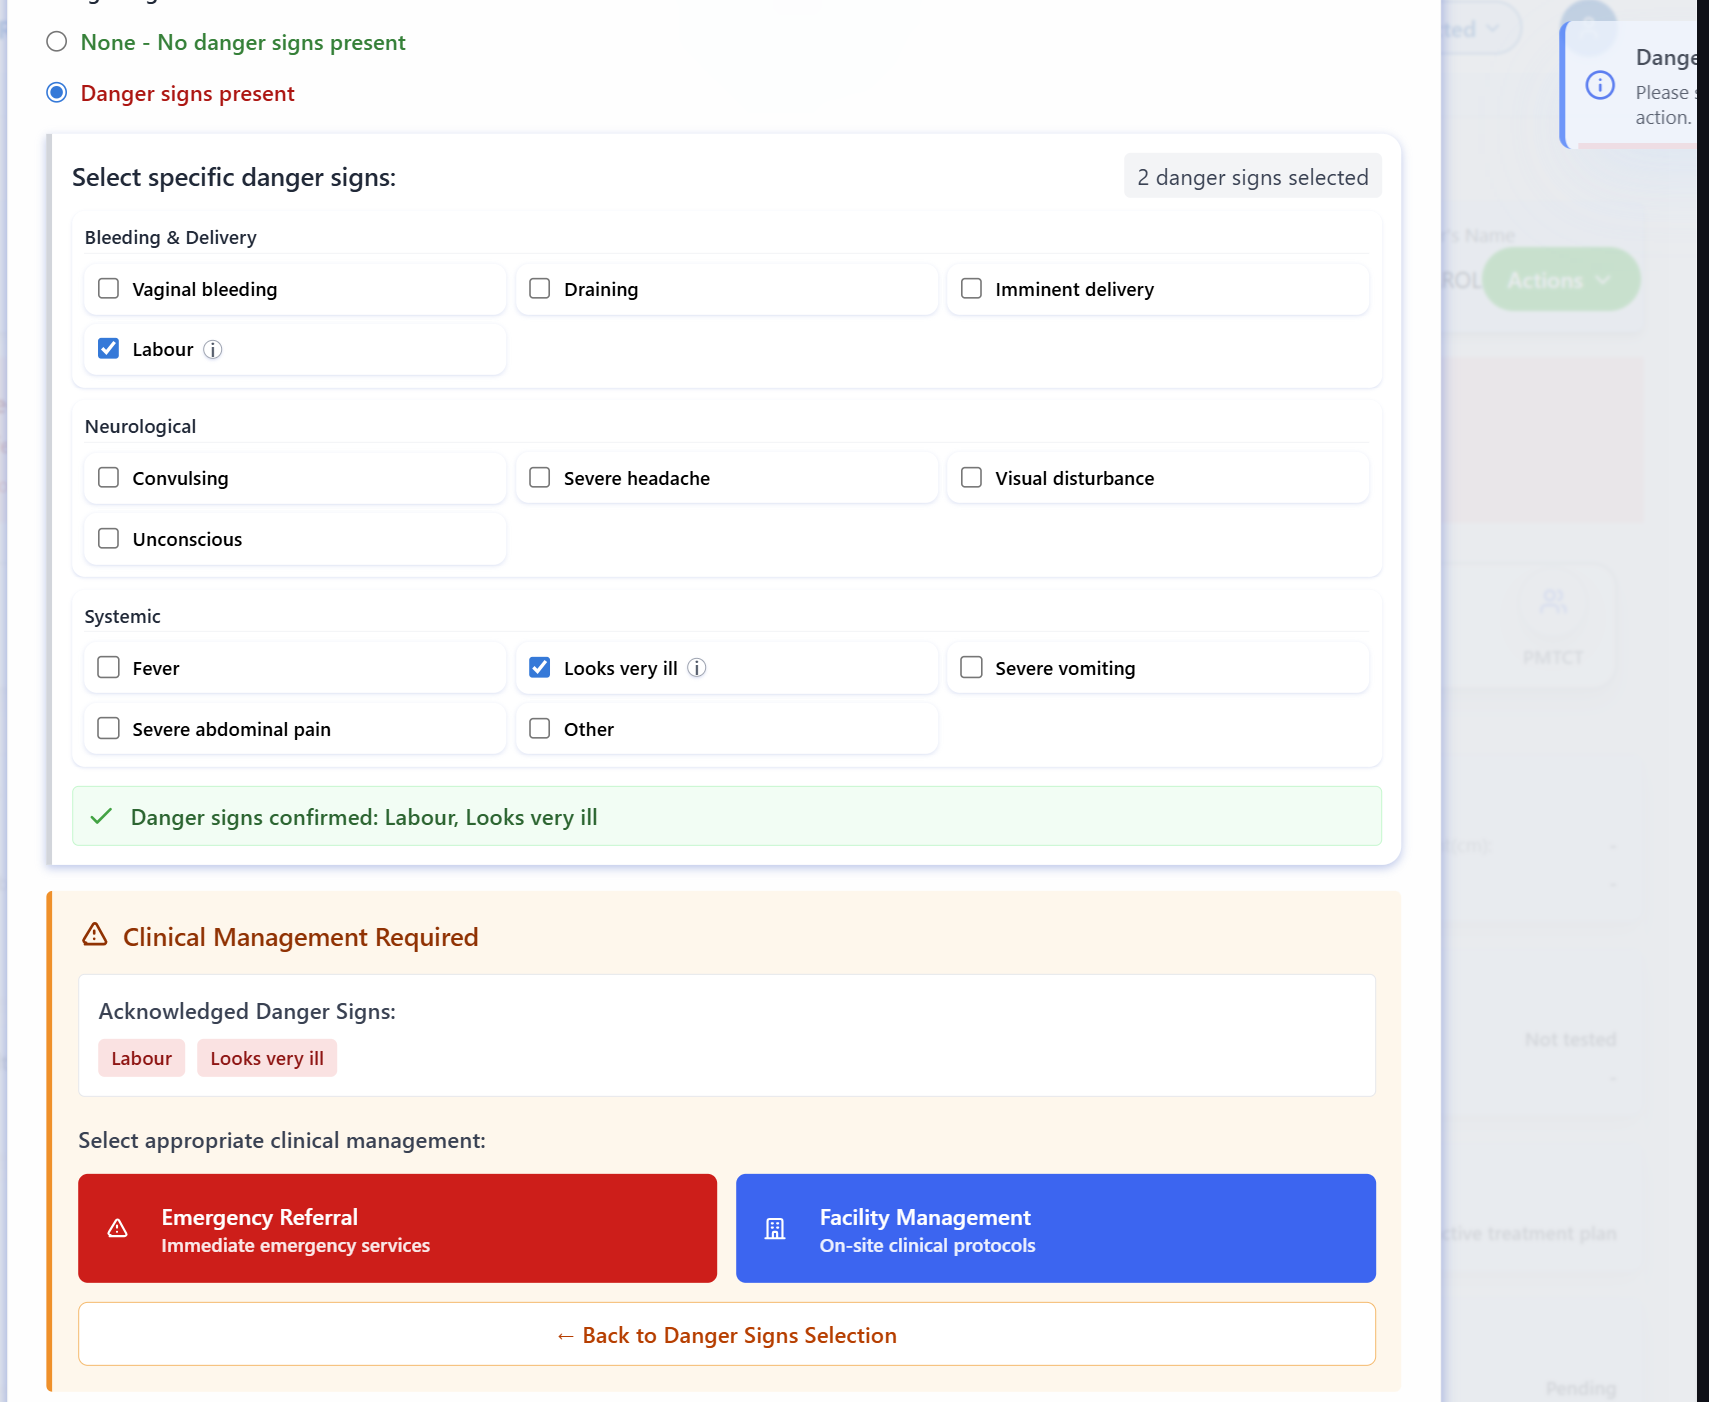 None - No danger signs present
Danger signs present
Select specific danger signs:
2 danger signs selected
Bleeding & Delivery
Vaginal bleeding
Draining
Imminent delivery
Labour
Neurological
Convulsing
Severe headache
Visual disturbance
Unconscious
Systemic
Fever
Looks very ill
Severe vomiting
Severe abdominal pain
Other
Danger signs confirmed: Labour, Looks very ill
Clinical Management Required
Acknowledged Danger Signs:
Labour
Looks very ill
Select appropriate clinical management:
Emergency Referral
Immediate emergency services
Facility Management
On-site clinical protocols
← Back to Danger Signs Selection
Please
action.
's Name
Actions
PMTCT
Not tested
treatment plan
Pending